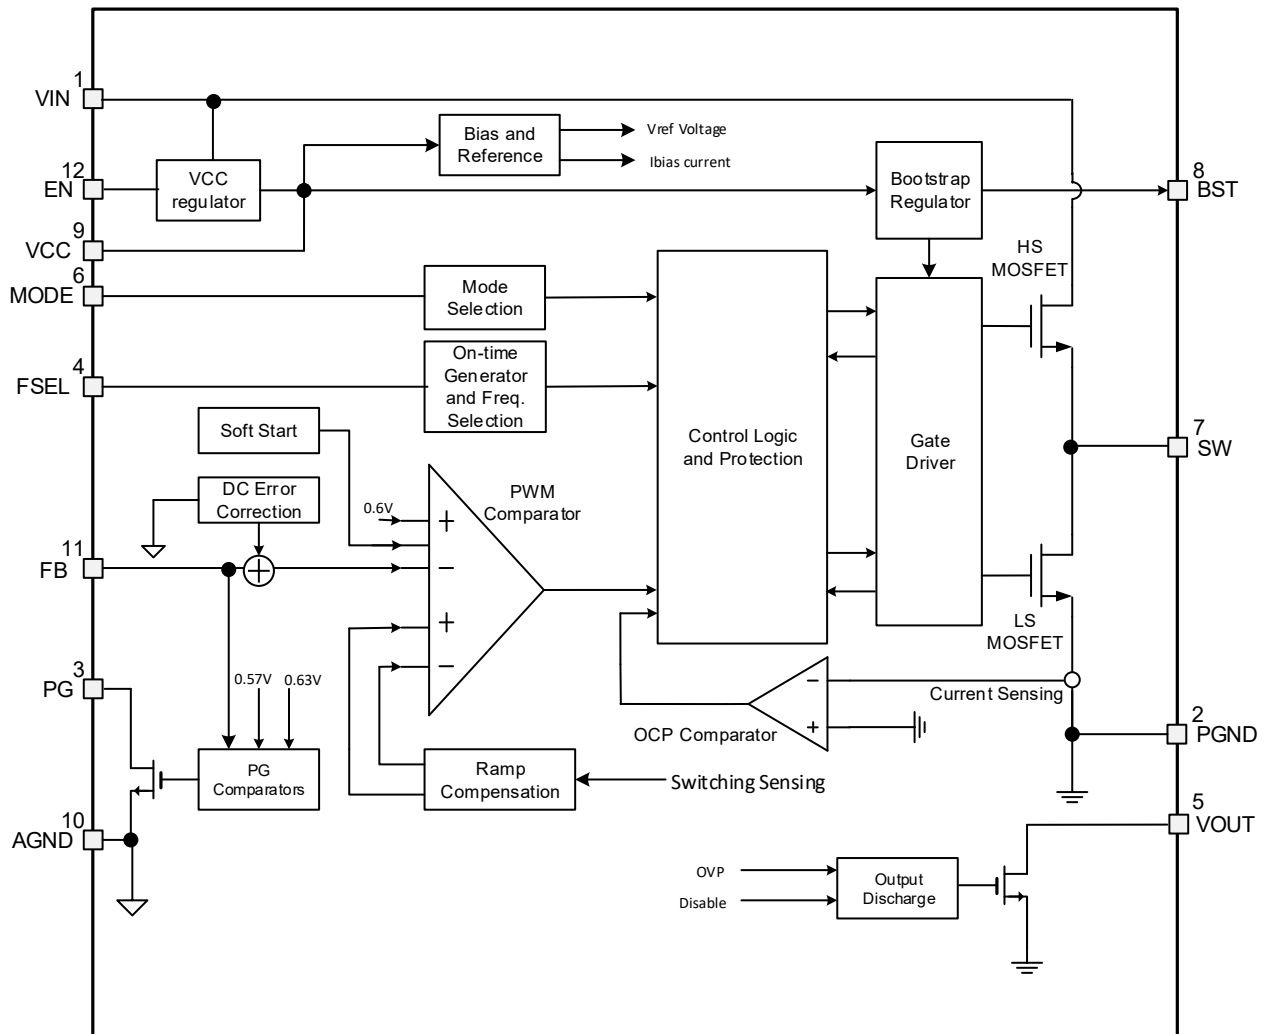 1
VIN
Bias and
Reference
Vref Voltage
Ibias current
12
EN
VCC
regulator
Bootstrap
Regulator
8
BST
9
VCC
HS
MOSFET
6
MODE
Mode
Selection
4
FSEL
On-time
Generator
and Freq.
Selection
Soft Start
Control Logic
and Protection
Gate
Driver
7
SW
DC Error
Correction
0.6V
PWM
Comparator
+
−
+
−
11
FB
+
LS
MOSFET
3
PG
0.57V
0.63V
−
+
Current Sensing
OCP Comparator
2
PGND
PG
Comparators
Ramp
Compensation
Switching Sensing
10
AGND
5
VOUT
OVP
Disable
Output
Discharge